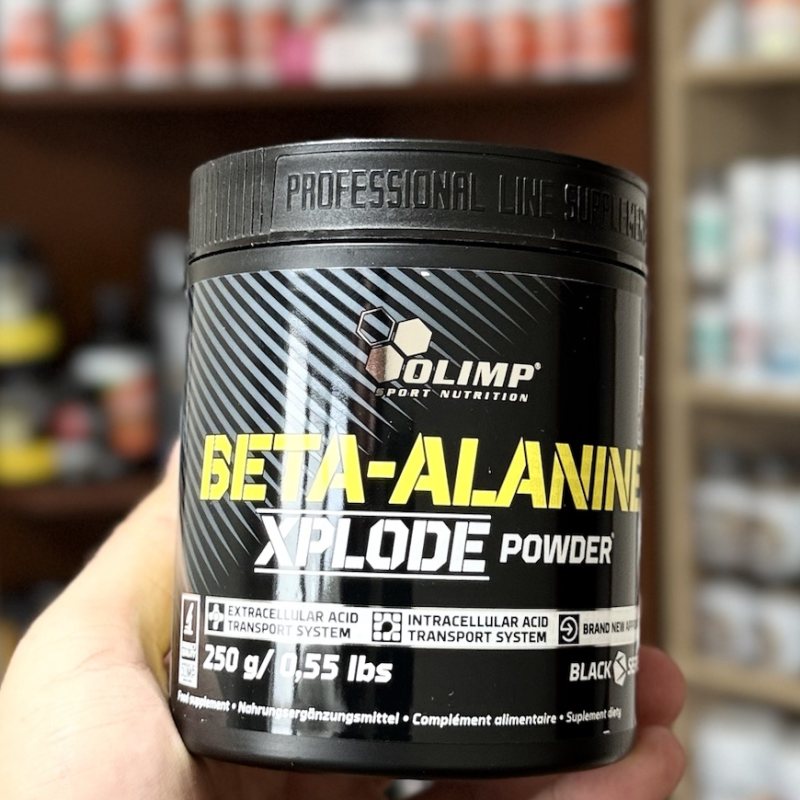 PROFESSIONAL LINE SUPPLEMENT
OLIMP®
SPORT NUTRITION
BETA-ALANINE
XPLODE POWDER
EXTRACELLULAR ACID
TRANSPORT SYSTEM
INTRACELLULAR ACID
TRANSPORT SYSTEM
BRAND NEW
250 g/ 0,55 lbs
BLACK
Food supplement • Nahrungsergänzungsmittel • Complément alimentaire • Suplement diety